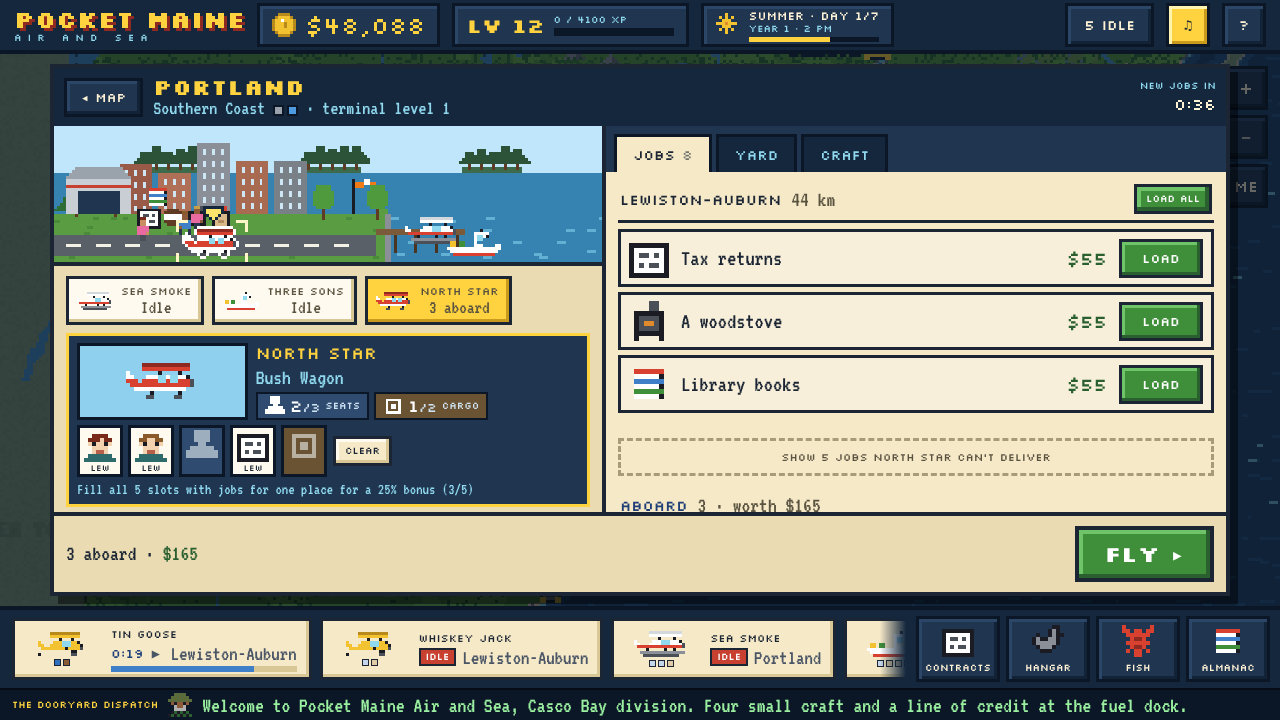 POCKET MAINE
AIR AND SEA
$48,088
LV 12
0 / 4100 XP
SUMMER · DAY 1/7
YEAR 1 · 2 PM
5 IDLE
♫
?
◂ MAP
PORTLAND
Southern Coast · terminal level 1
NEW JOBS IN
0:36
+
-
ME
JOBS 8
YARD
CRAFT
LEWISTON-AUBURN 44 km
LOAD ALL
Tax returns $55 LOAD
A woodstove $55 LOAD
Library books $55 LOAD
SHOW 5 JOBS NORTH STAR CAN'T DELIVER
ABOARD 3 · worth $165
SEA SMOKE
Idle
THREE SONS
Idle
NORTH STAR
3 aboard
NORTH STAR
Bush Wagon
2/3 SEATS
1/2 CARGO
LEW
LEW
LEW
CLEAR
Fill all 5 slots with jobs for one place for a 25% bonus (3/5)
3 aboard · $165
FLY ▸
TIN GOOSE
0:19 ▸ Lewiston-Auburn
WHISKEY JACK
IDLE Lewiston-Auburn
SEA SMOKE
IDLE Portland
CONTRACTS
HANGAR
FISH
ALMANAC
THE DOORYARD DISPATCH
Welcome to Pocket Maine Air and Sea, Casco Bay division. Four small craft and a line of credit at the fuel dock.